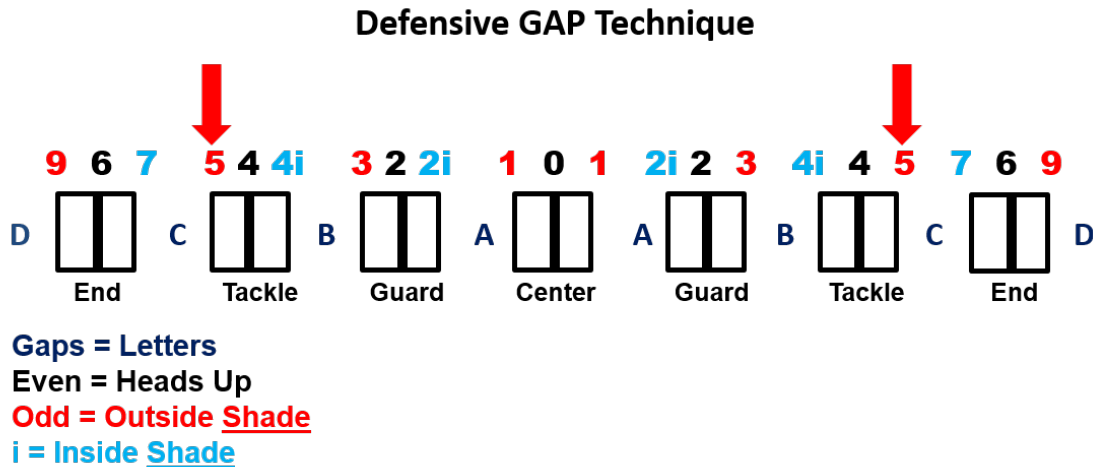 Defensive GAP Technique
9 6 7 5 4 4i 3 2 2i 1 0 1 2i 2 3 4i 4 5 7 6 9
D C B A A B C D
End Tackle Guard Center Guard Tackle End
Gaps = Letters
Even = Heads Up
Odd = Outside Shade
i = Inside Shade